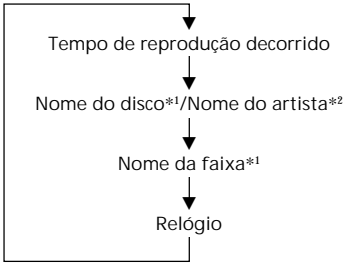 Tempo de reprodução decorrido
Nome do disco*¹/Nome do artista*²
Nome da faixa*¹
Relógio